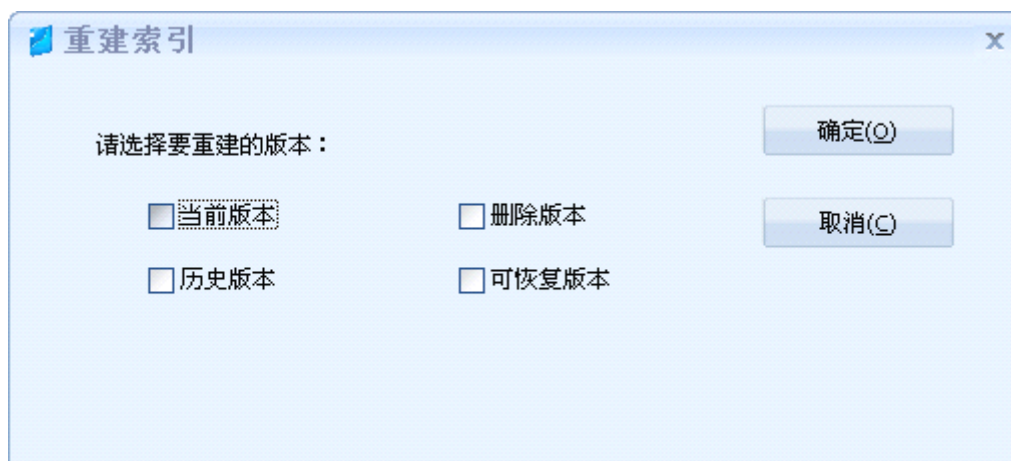 重建索引
请选择要重建的版本：
确定(O)
当前版本 删除版本
取消(C)
历史版本 可恢复版本